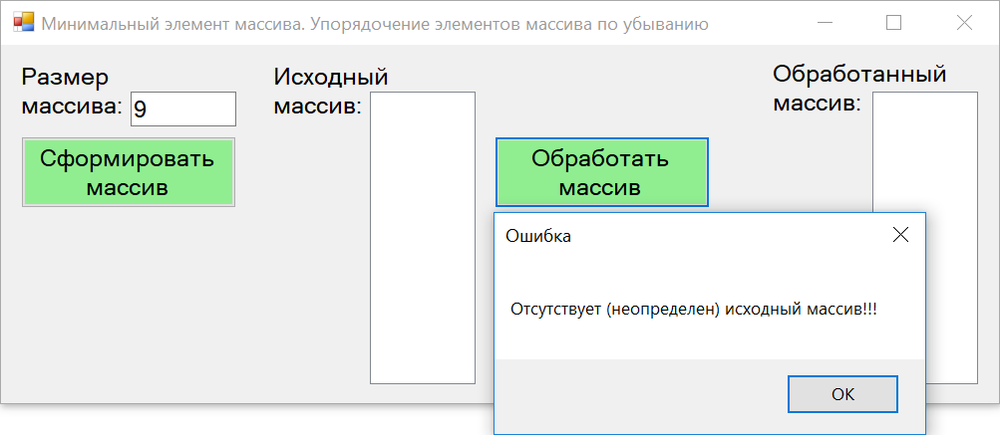 Минимальный элемент массива. Упорядочение элементов массива по убыванию
Размер
массива:
9
Сформировать
массив
Исходный
массив:
Обработать
массив
Обработанный
массив:
Ошибка
Отсутствует (неопределен) исходный массив!!!
OK